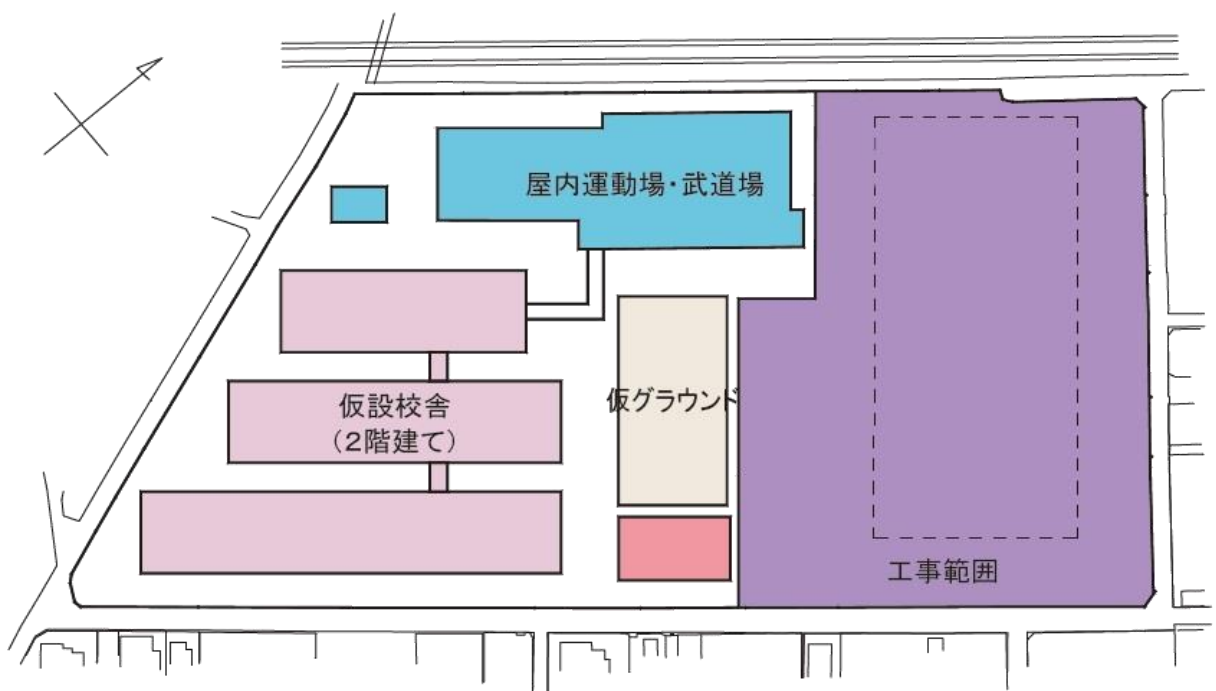 屋内運動場・武道場
仮設校舎
（２階建て）
仮グラウンド
工事範囲